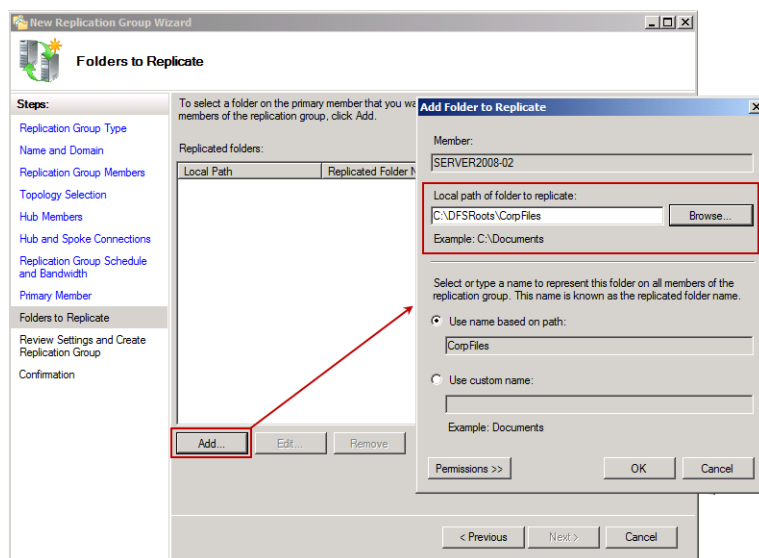 New Replication Group Wizard
Folders to Replicate
Steps:
Replication Group Type
Name and Domain
Replication Group Members
Topology Selection
Hub Members
Hub and Spoke Connections
Replication Group Schedule
and Bandwidth
Primary Member
Folders to Replicate
Review Settings and Create
Replication Group
Confirmation
To select a folder on the primary member that you
members of the replication group, click Add.
Replicated folders:
Local Path Replicated Folder
Add... Edit... Remove
< Previous Next > Cancel
Add Folder to Replicate
Member:
SERVER2008-02
Local path of folder to replicate:
C:\DFSRoots\CorpFiles Browse...
Example: C:\Documents
Select or type a name to represent this folder on all members of the
replication group. This name is known as the replicated folder name.
Use name based on path:
CorpFiles
Use custom name:
Example: Documents
Permissions >> OK Cancel